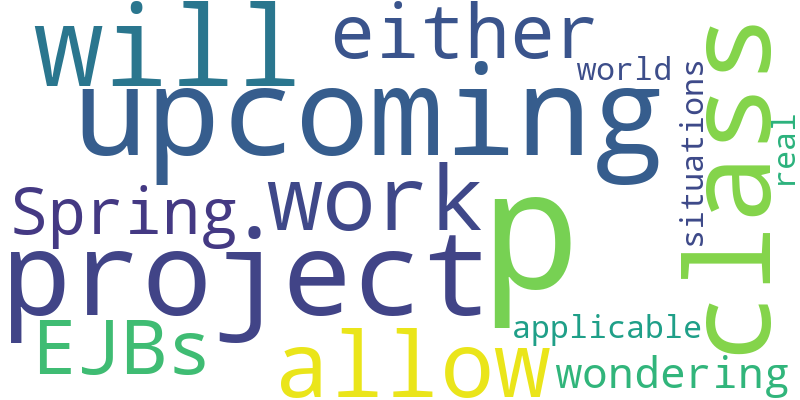 will
either
world
upcoming
class
situations
real
Spring
work
p
project
EJBs
allow
applicable
wondering